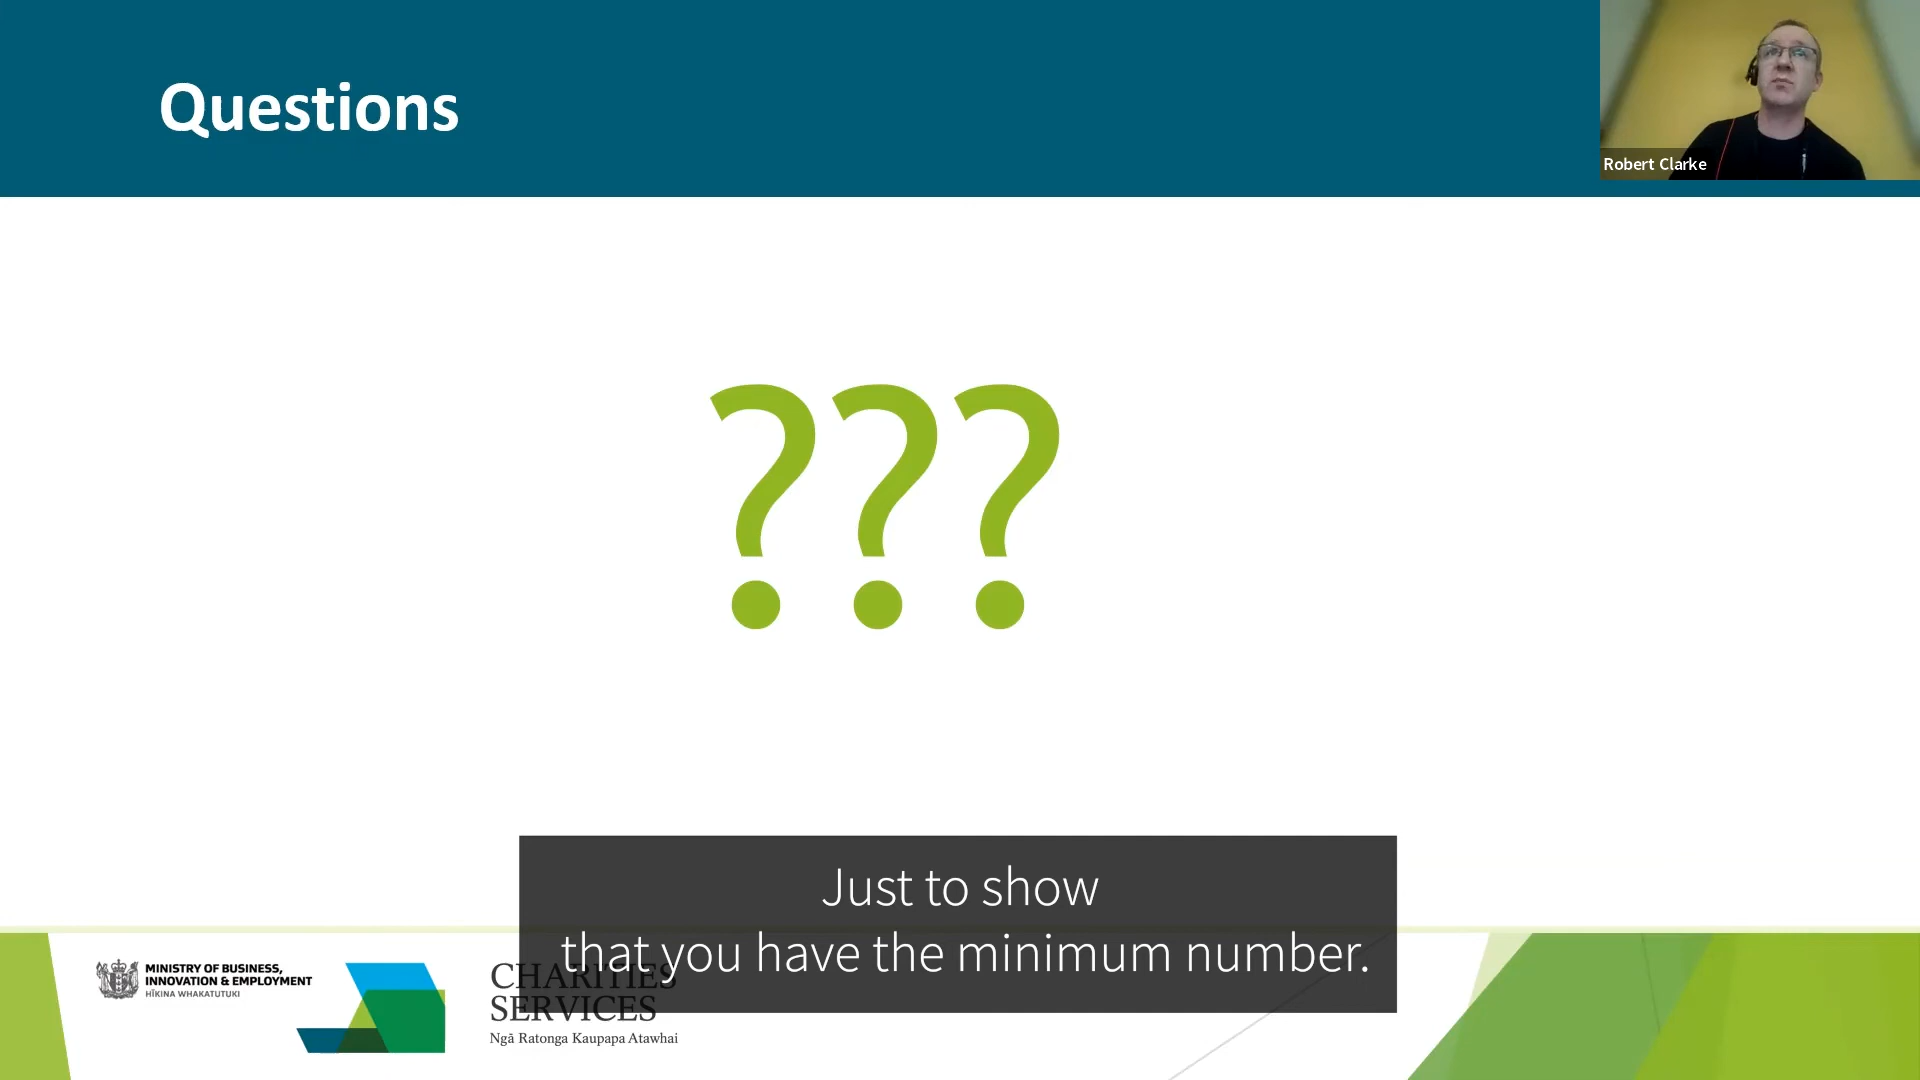 Questions
Robert Clarke
???
Just to show
that you have the minimum number.
MINISTRY OF BUSINESS,
INNOVATION & EMPLOYMENT
HĪKINA WHAKATUTUKI
CHARITIES
SERVICES
Ngā Ratonga Kaupapa Atawhai